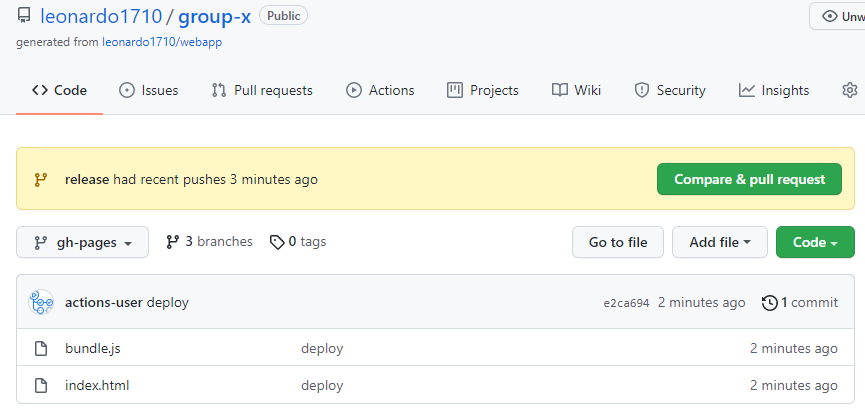 leonardo1710 / group-x Public
Unw
generated from leonardo1710/webapp
Code Issues Pull requests Actions Projects Wiki Security Insights
release had recent pushes 3 minutes ago Compare & pull request
gh-pages 3 branches 0 tags Go to file Add file Code
actions-user deploy e2ca694 2 minutes ago 1 commit
bundle.js deploy 2 minutes ago
index.html deploy 2 minutes ago